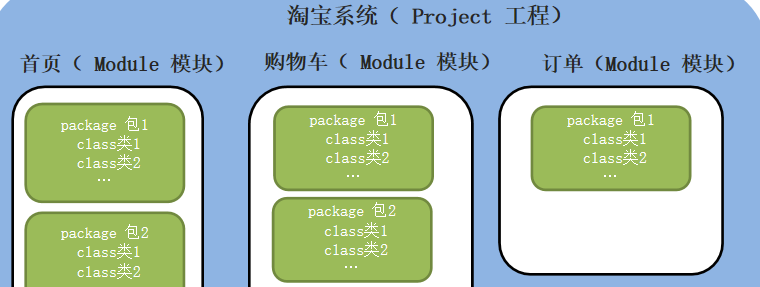 淘宝系统（ Project 工程）
首页（ Module 模块）
购物车（ Module 模块）
订单（Module 模块）
package 包1
class类1
class类2
...
package 包2
class类1
class类2
package 包1
class类1
class类2
...
package 包2
class类1
class类2
...
package 包1
class类1
class类2
...